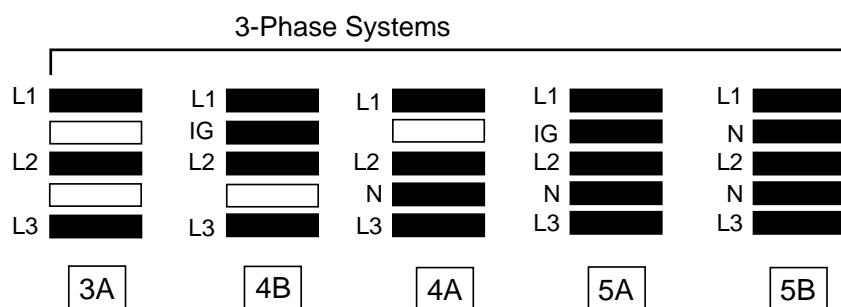 3-Phase Systems
L1 L1 L1 L1 L1
IG IG N
L2 L2 L2 L2 L2
N N N
L3 L3 L3 L3 L3
3A 4B 4A 5A 5B